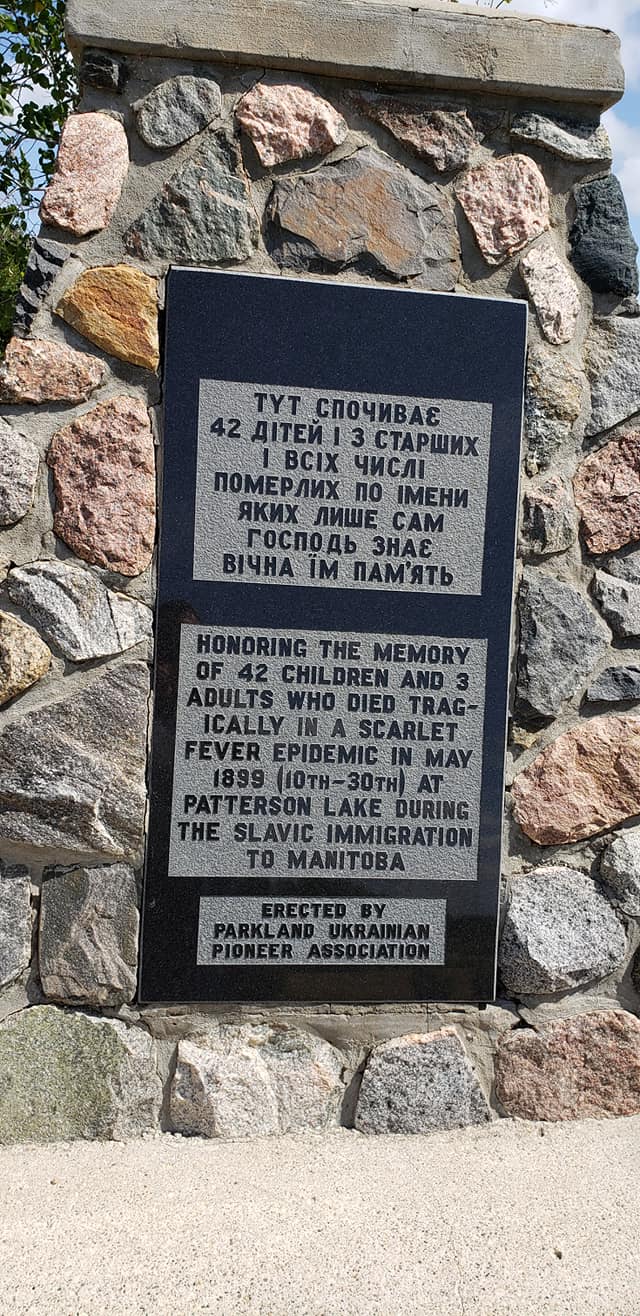 ТУТ СПОЧИВАЄ
42 ДІТЕЙ І 3 СТАРШИХ
І ВСІХ ЧИСЛІ
ПОМЕРЛИХ ПО ІМЕНИ
ЯКИХ ЛИШЕ САМ
ГОСПОДЬ ЗНАЄ
ВІЧНА ЇМ ПАМ'ЯТЬ
HONORING THE MEMORY
OF 42 CHILDREN AND 3
ADULTS WHO DIED TRAG-
ICALLY IN A SCARLET
FEVER EPIDEMIC IN MAY
1899 (10TH-30TH) AT
PATTERSON LAKE DURING
THE SLAVIC IMMIGRATION
TO MANITOBA
ERECTED BY
PARKLAND UKRAINIAN
PIONEER ASSOCIATION